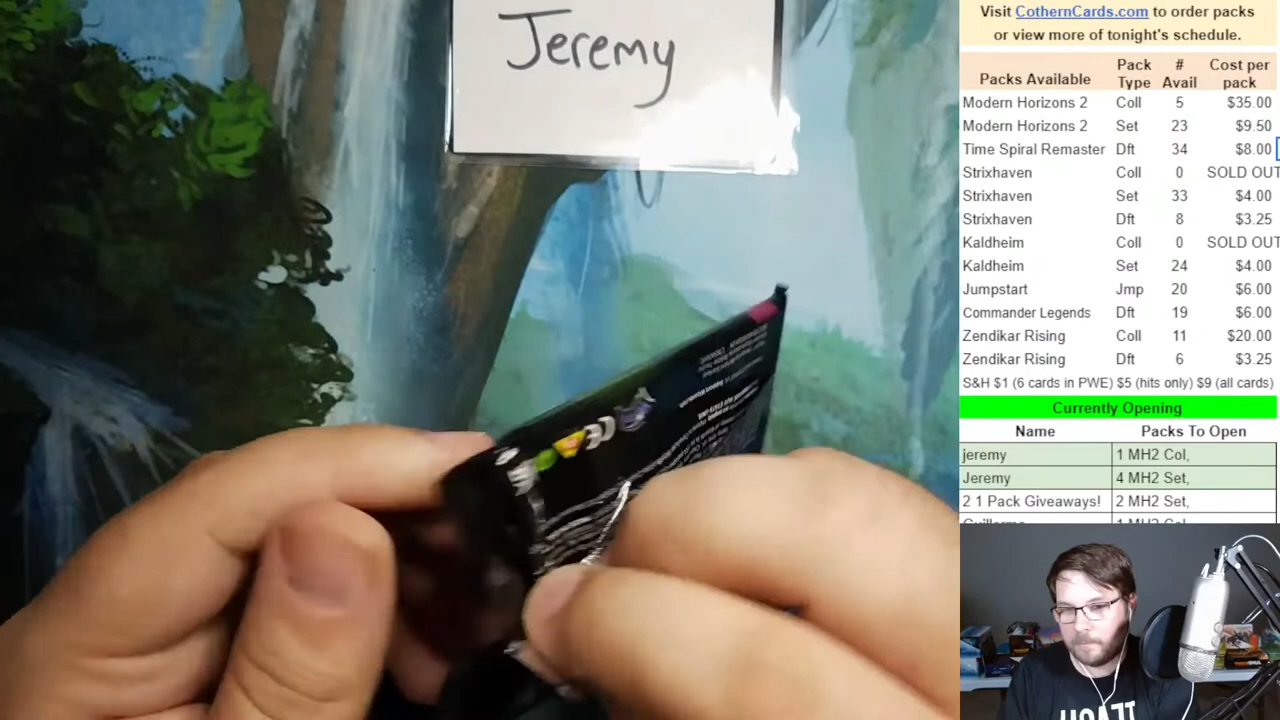 Jeremy
Visit CothernCards.com to order packs
or view more of tonight's schedule.
Packs Available Pack Type # Avail Cost per pack
Modern Horizons 2 Coll 5 $35.00
Modern Horizons 2 Set 23 $9.50
Time Spiral Remaster Dft 34 $8.00
Strixhaven Coll 0 SOLD OUT
Strixhaven Set 33 $4.00
Strixhaven Dft 8 $3.25
Kaldheim Coll 0 SOLD OUT
Kaldheim Set 24 $4.00
Jumpstart Jmp 20 $6.00
Commander Legends Dft 19 $6.00
Zendikar Rising Coll 11 $20.00
Zendikar Rising Dft 6 $3.25
S&H $1 (6 cards in PWE) $5 (hits only) $9 (all cards)
Currently Opening
Name Packs To Open
jeremy 1 MH2 Col,
Jeremy 4 MH2 Set,
2 1 Pack Giveaways! 2 MH2 Set,